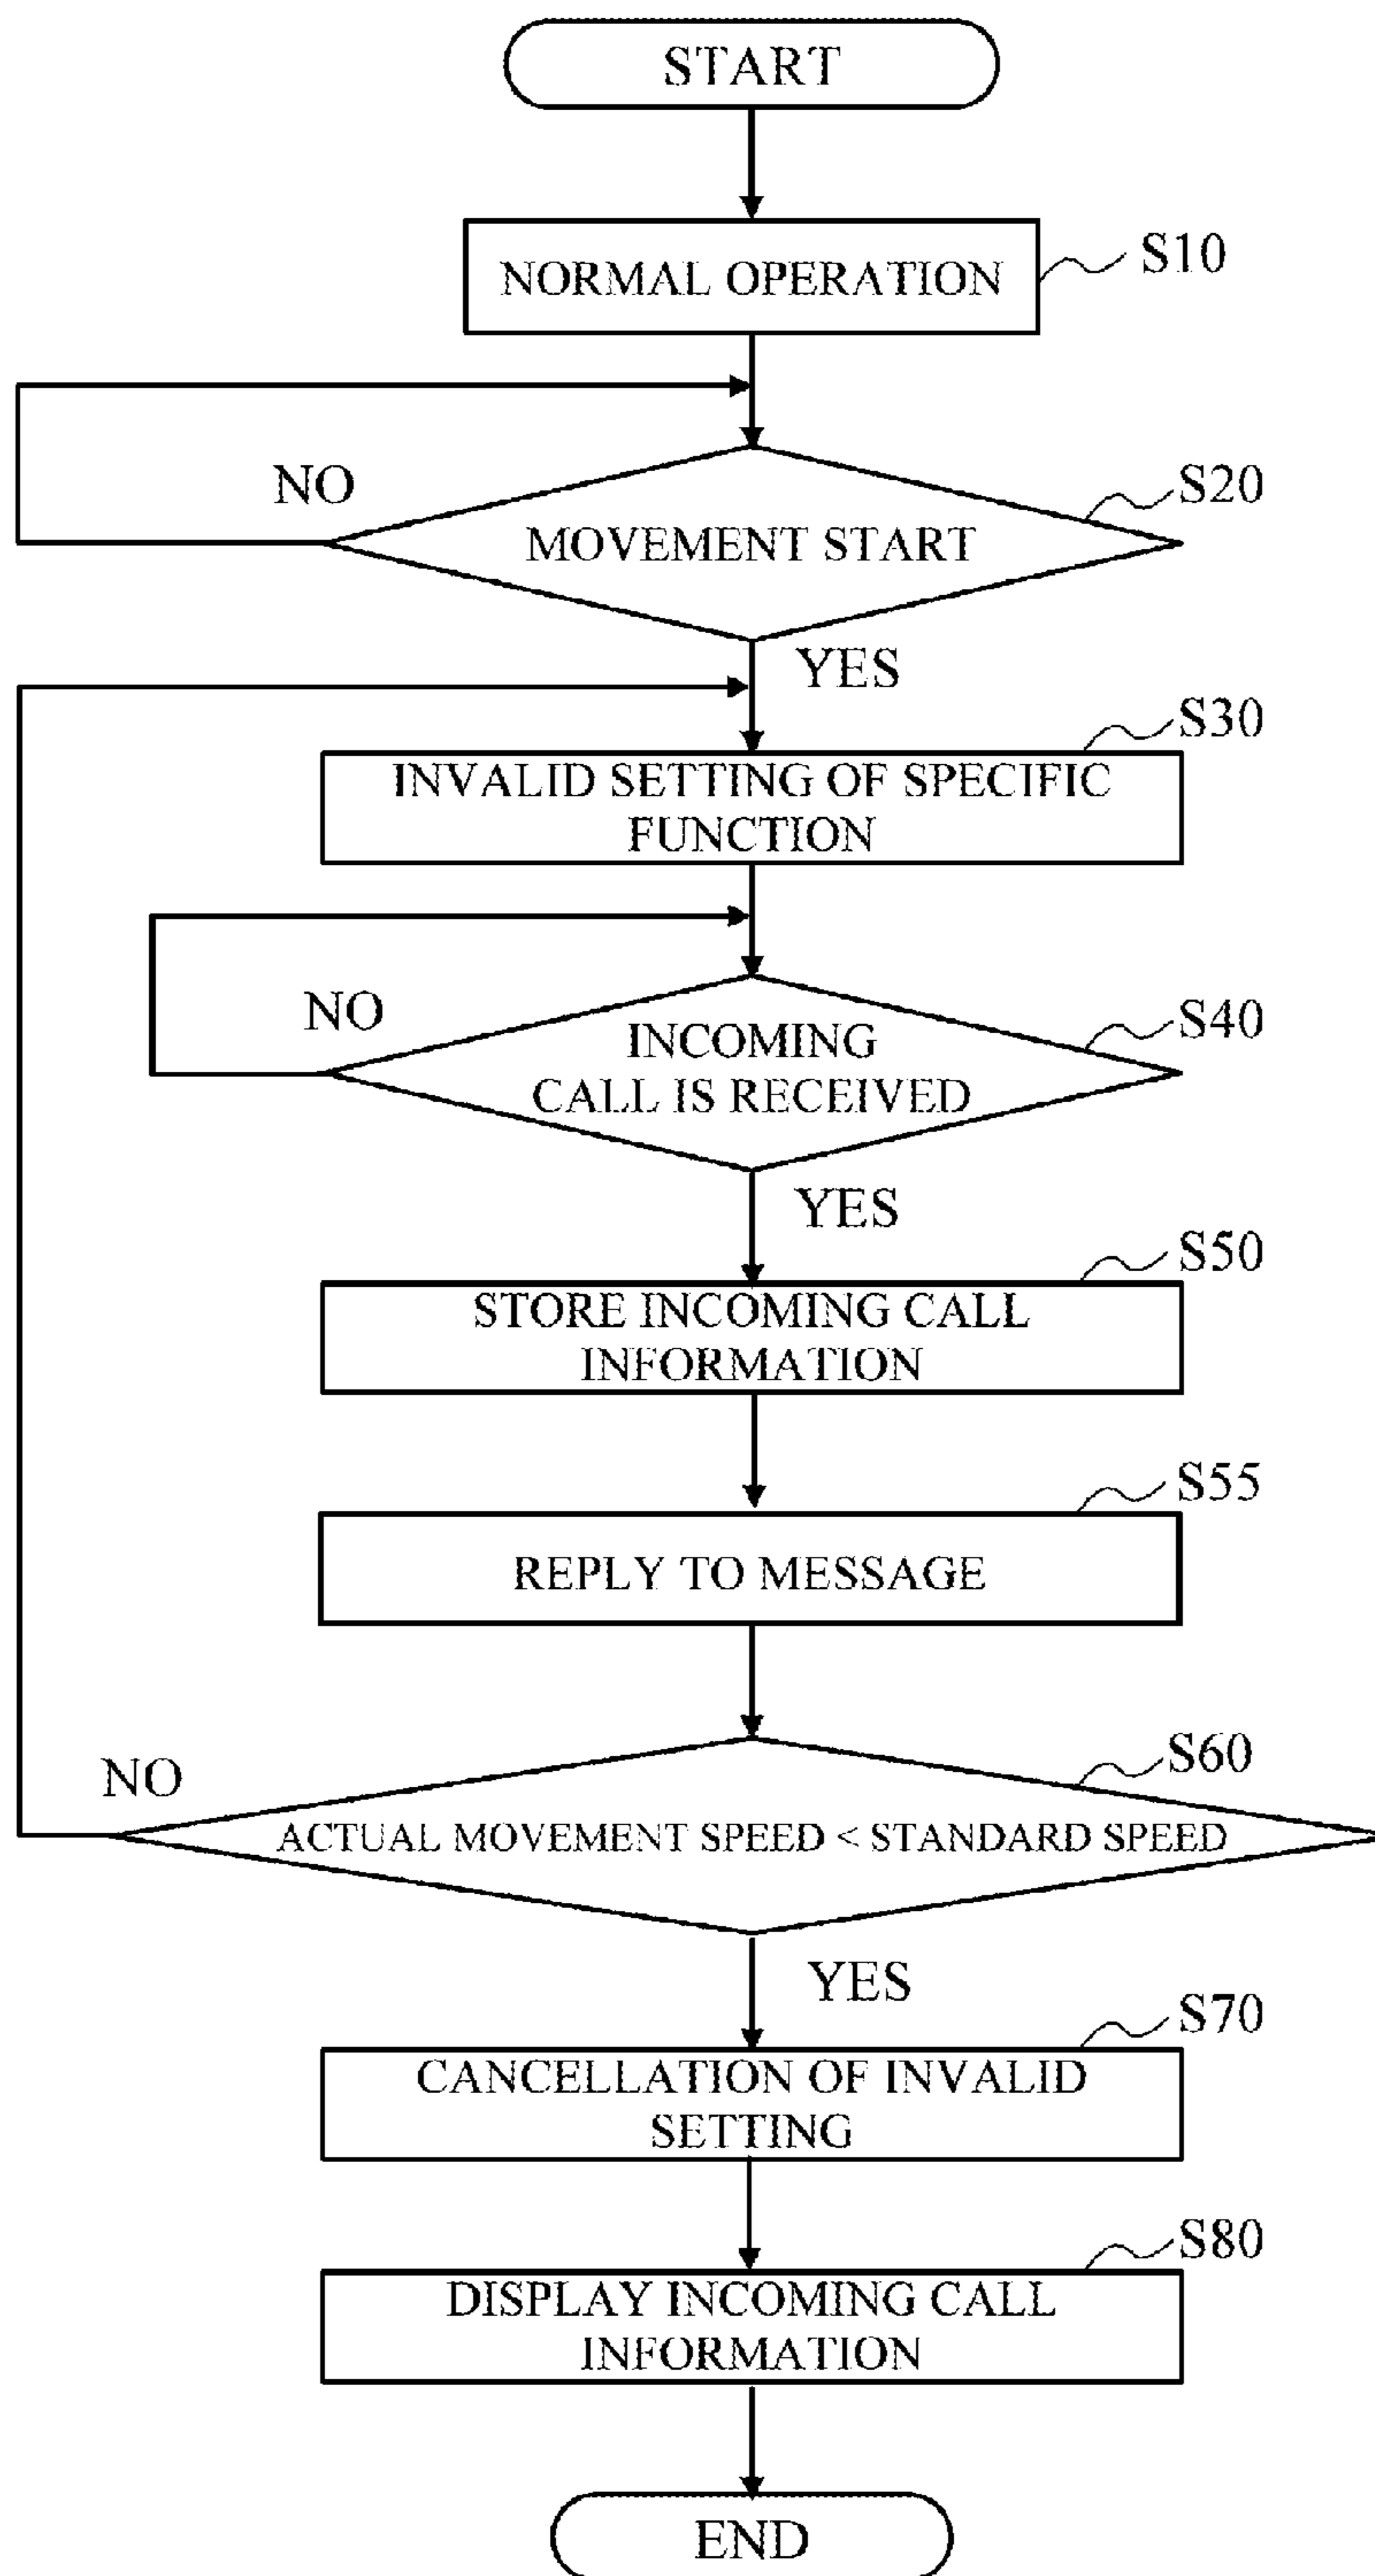 START
NORMAL OPERATION
S10
NO
S20
MOVEMENT START
YES
S30
INVALID SETTING OF SPECIFIC
FUNCTION
NO
S40
INCOMING
CALL IS RECEIVED
YES
S50
STORE INCOMING CALL
INFORMATION
S55
REPLY TO MESSAGE
S60
NO
ACTUAL MOVEMENT SPEED < STANDARD SPEED
YES
S70
CANCELLATION OF INVALID
SETTING
S80
DISPLAY INCOMING CALL
INFORMATION
END